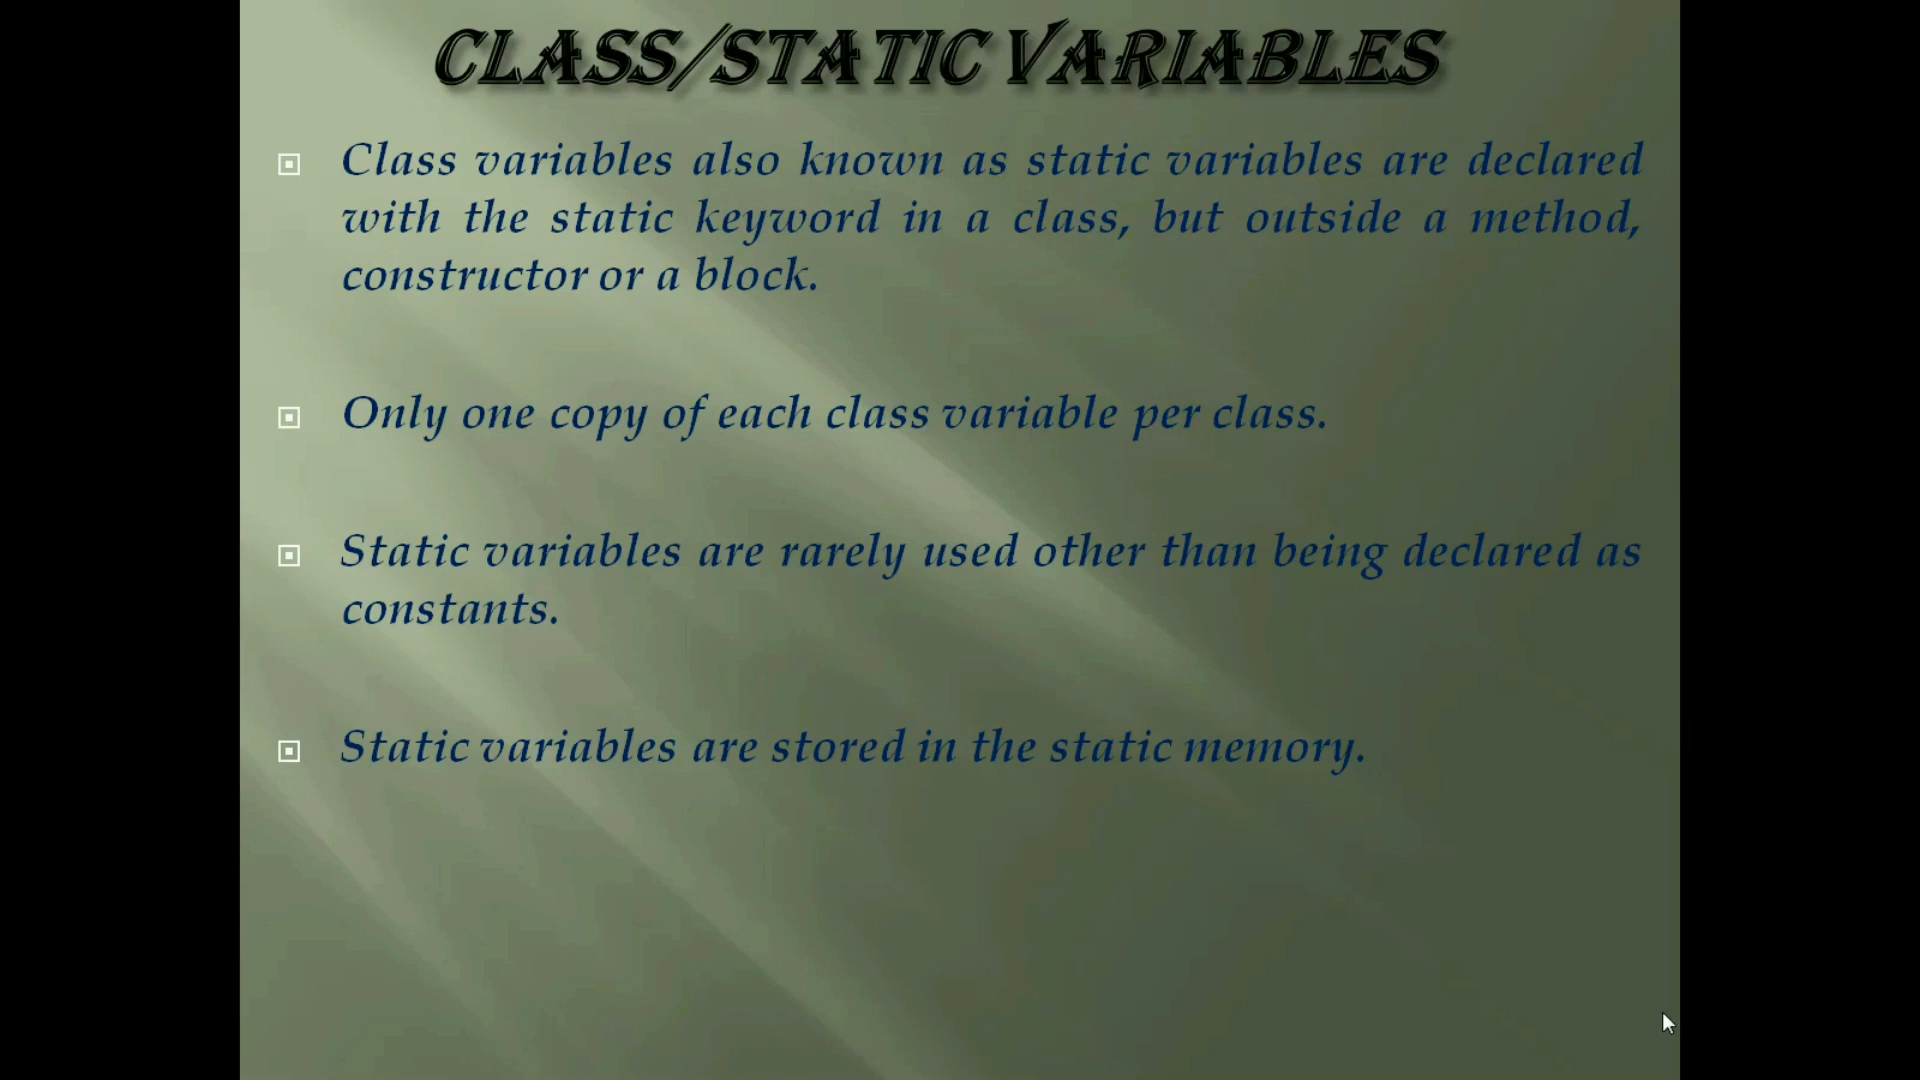 CLASS/STATIC VARIABLES
Class variables also known as static variables are declared
with the static keyword in a class, but outside a method,
constructor or a block.
Only one copy of each class variable per class.
Static variables are rarely used other than being declared as
constants.
Static variables are stored in the static memory.